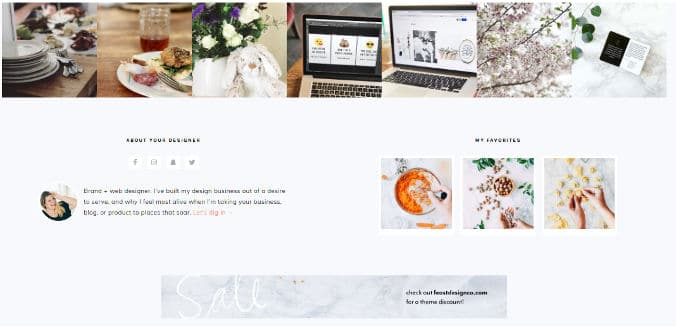 ABOUT YOUR DESIGNER
MY FAVORITES
Brand + web designer. I've built my design business out of a desire
to serve, and why I feel most alive when I'm taking your business,
blog, or product to places that soar. Let's dig in →
Sale
check out feastdesignco.com
for a theme discount!